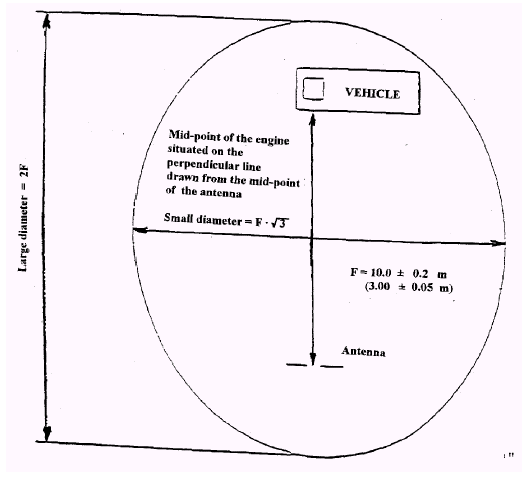 VEHICLE
Mid-point of the engine
situated on the
perpendicular line
drawn from the mid-point
of the antenna
Small diameter = F · √3
Large diameter = 2F
F = 10.0 ± 0.2 m
(3.00 ± 0.05 m)
Antenna
"